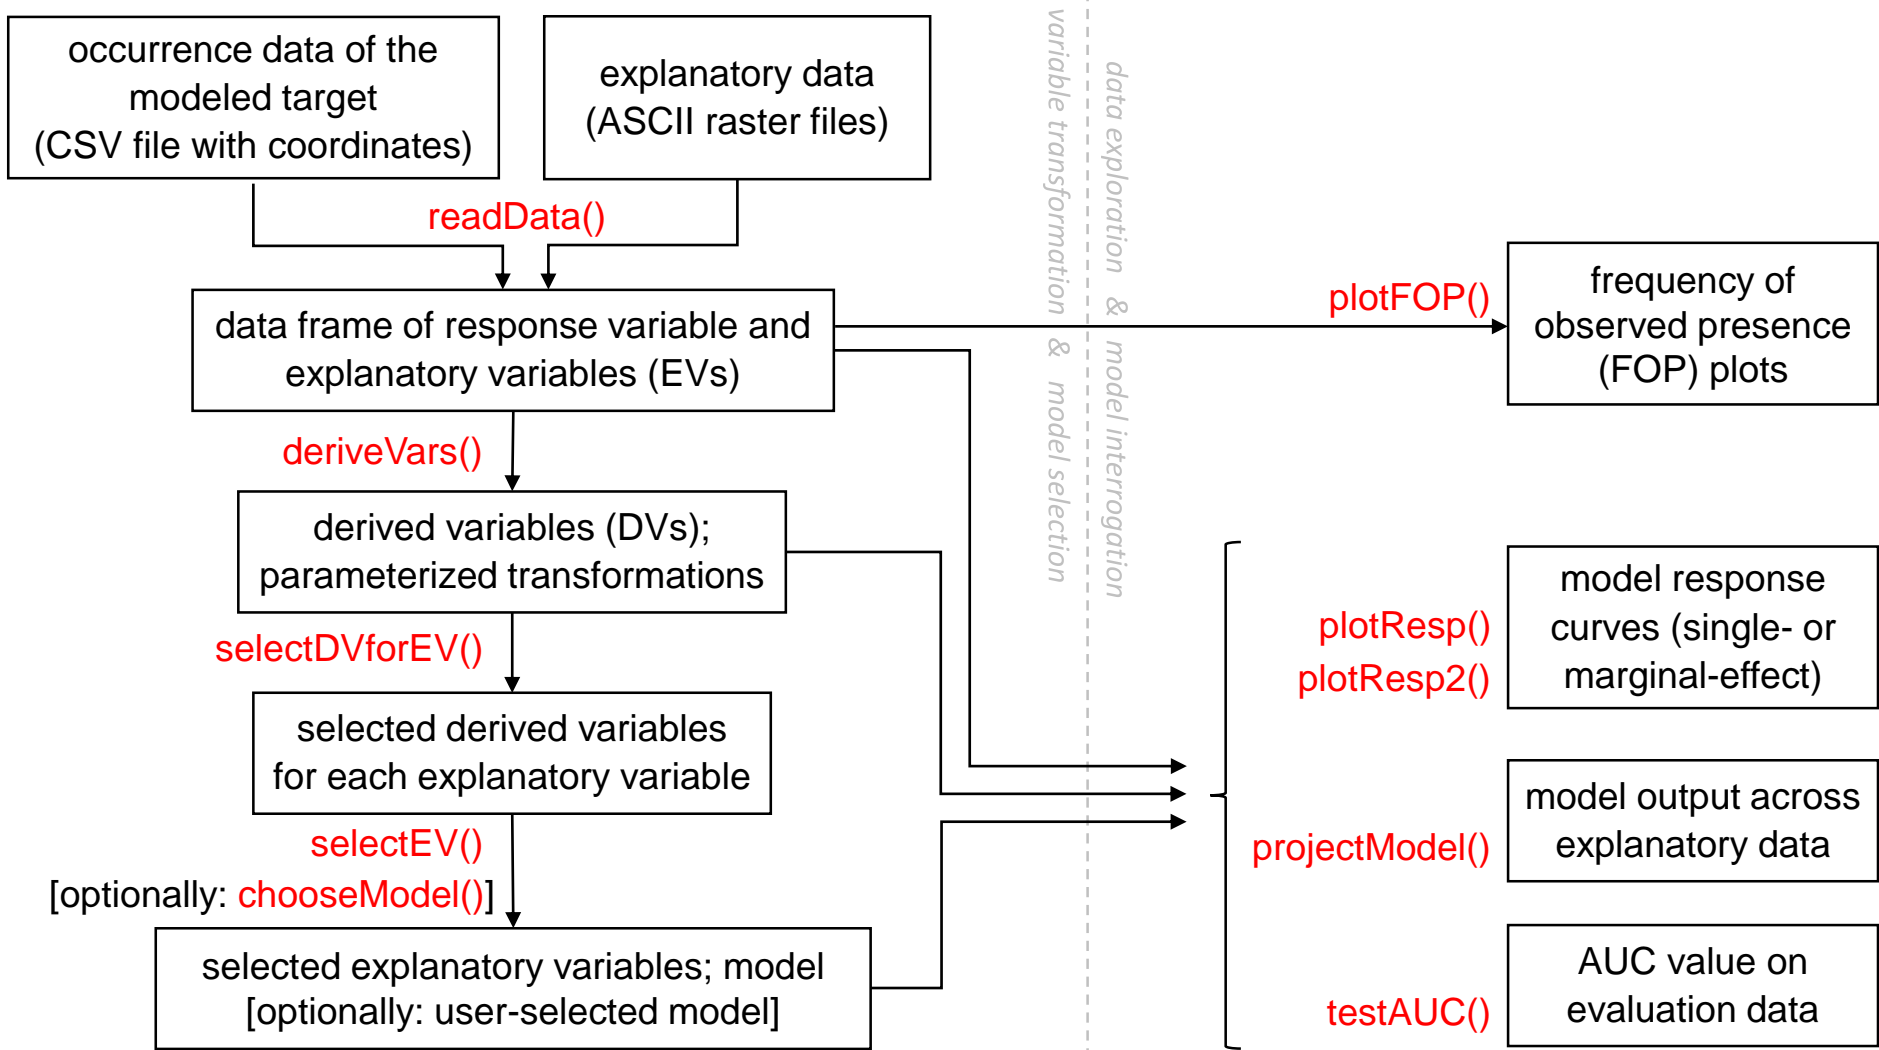 occurrence data of the
modeled target
(CSV file with coordinates)
explanatory data
(ASCII raster files)
readData()
data frame of response variable and
explanatory variables (EVs)
deriveVars()
derived variables (DVs);
parameterized transformations
selectDVforEV()
selected derived variables
for each explanatory variable
selectEV()
[optionally: chooseModel()]
selected explanatory variables; model
[optionally: user-selected model]
variable transformation & model selection
data exploration & model interrogation
plotFOP()
frequency of
observed presence
(FOP) plots
plotResp()
plotResp2()
model response
curves (single- or
marginal-effect)
projectModel()
model output across
explanatory data
testAUC()
AUC value on
evaluation data